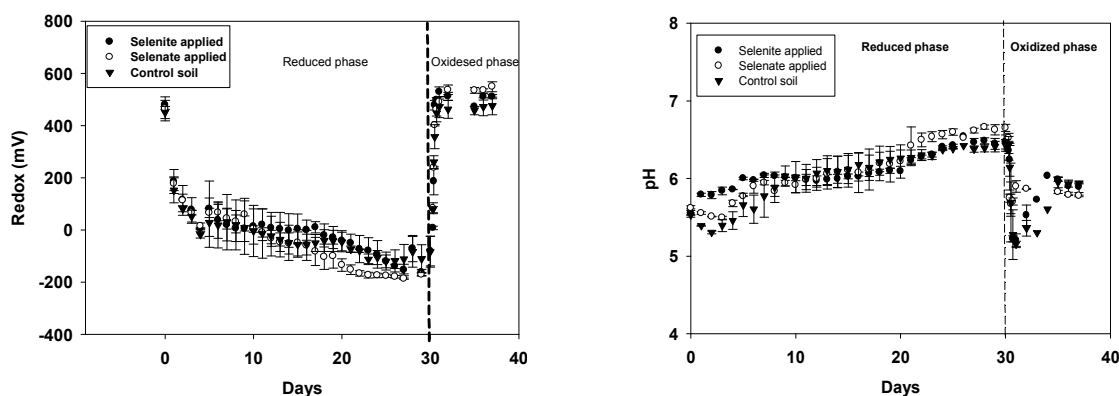 800
600
400
200
0
-200
-400
Redox (mV)
Selenite applied
Selenate applied
Control soil
Reduced phase
Oxidesed phase
0
10
20
30
40
Days
7
6
5
4
pH
Selenite applied
Selenate applied
Control soil
Reduced phase
Oxidized phase
0
10
20
30
40
Days